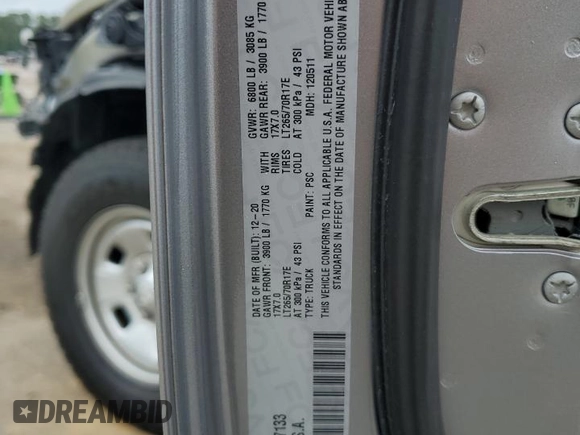 DATE OF MFR (BUILT): 12-20 GVWR: 6800 LB / 3085 KG
GAWR FRONT: 3900 LB / 1770 KG WITH GAWR REAR: 3900 LB / 1770
17X7.0 RIMS 17X7.0
LT265/70R17E TIRES LT265/70R17E
AT 300 kPa / 43 PSI COLD AT 300 kPa / 43 PSI
TYPE: TRUCK PAINT: PSC MDH: 120511
THIS VEHICLE CONFORMS TO ALL APPLICABLE U.S.A. FEDERAL MOTOR VEHI
STANDARDS IN EFFECT ON THE DATE OF MANUFACTURE SHOWN AB
7133
S.A.
DREAMBID